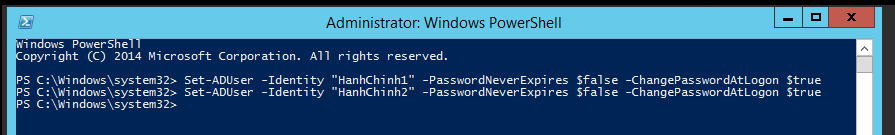 Administrator: Windows PowerShell
Windows PowerShell
Copyright (C) 2014 Microsoft Corporation. All rights reserved.
PS C:\Windows\system32> Set-ADUser -Identity "HanhChinh1" -PasswordNeverExpires $false -ChangePasswordAtLogon $true
PS C:\Windows\system32> Set-ADUser -Identity "HanhChinh2" -PasswordNeverExpires $false -ChangePasswordAtLogon $true
PS C:\Windows\system32>